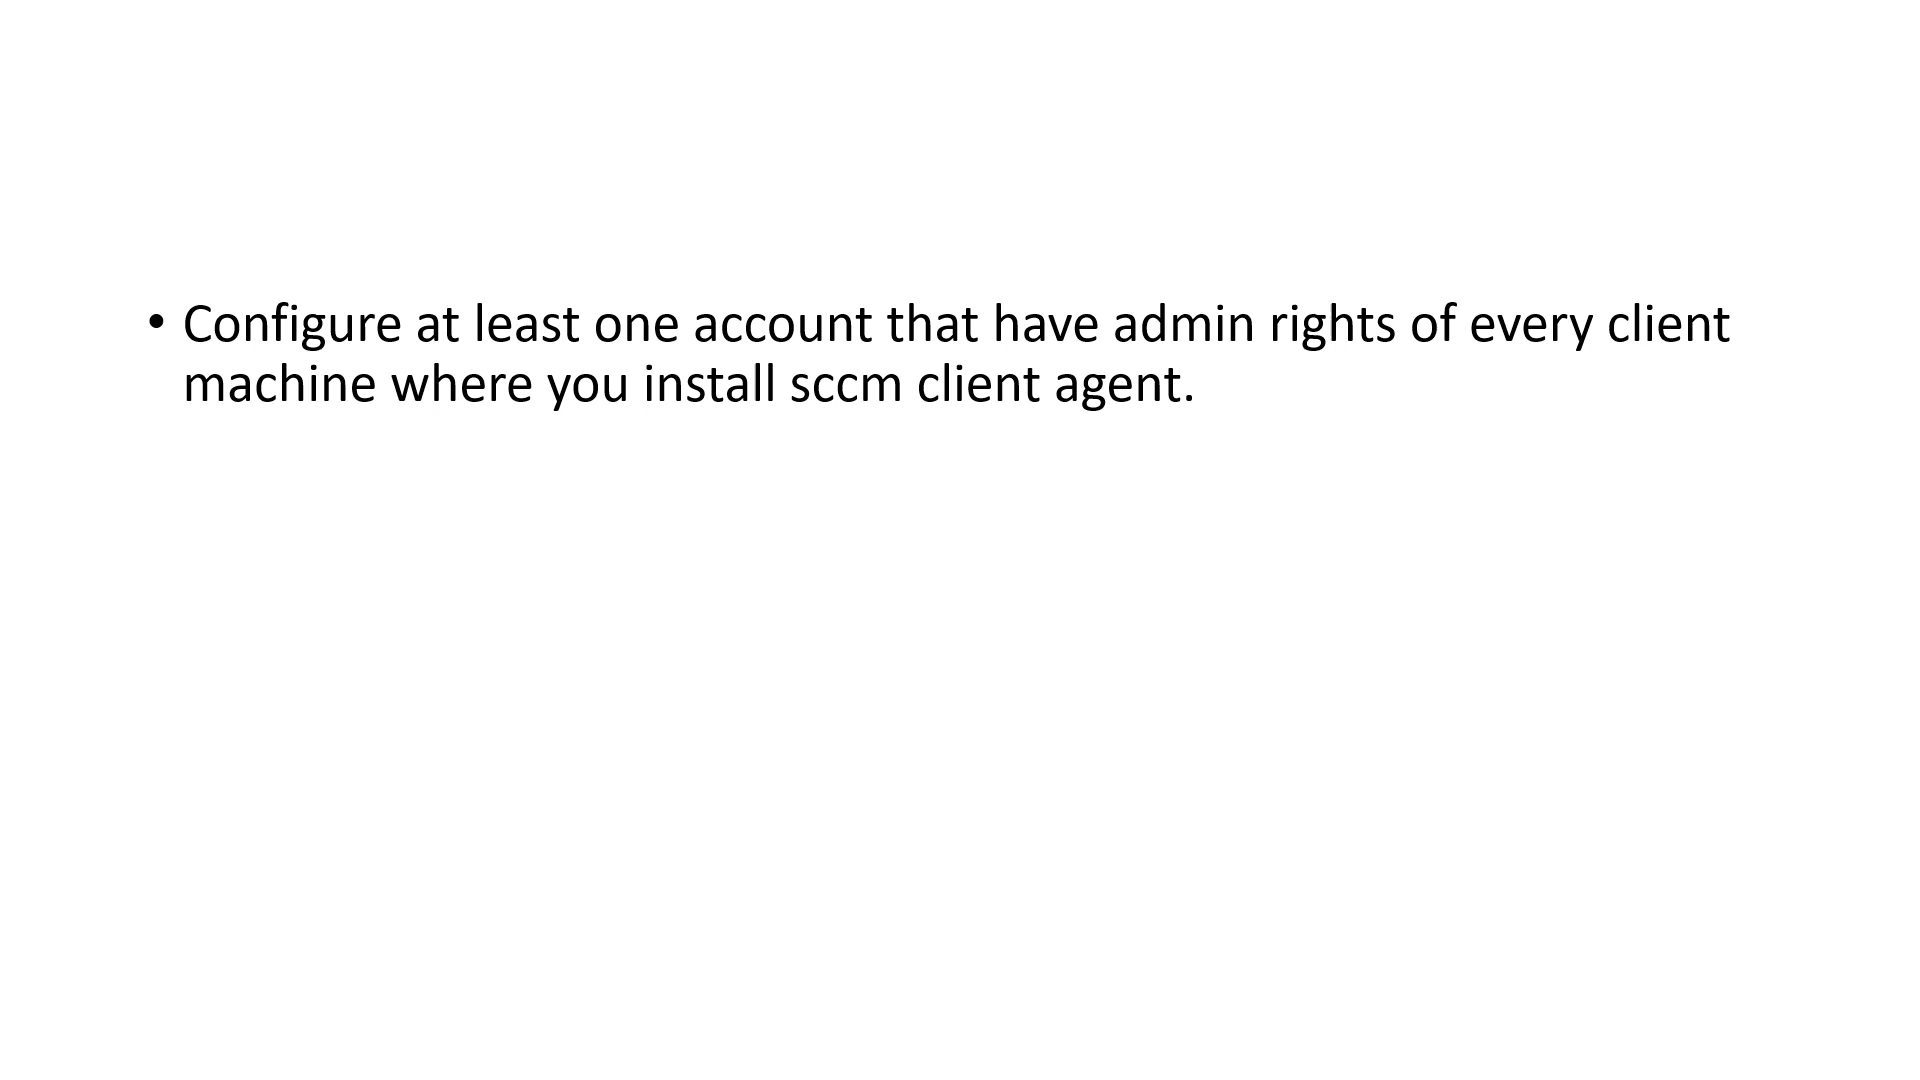 • Configure at least one account that have admin rights of every client
machine where you install sccm client agent.